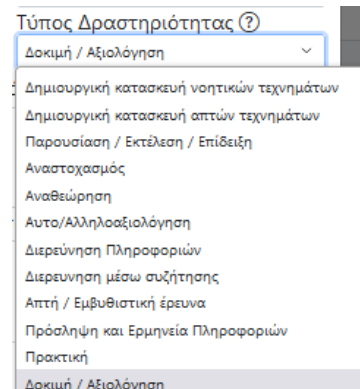 Τύπος Δραστηριότητας ?
Δοκιμή / Αξιολόγηση
Δημιουργική κατασκευή νοητικών τεχνημάτων
Δημιουργική κατασκευή απτών τεχνημάτων
Παρουσίαση / Εκτέλεση / Επίδειξη
Αναστοχασμός
Αναθεώρηση
Αυτο/Αλληλοαξιολόγηση
Διερεύνηση Πληροφοριών
Διερευνηση μέσω συζήτησης
Απτή / Εμβυθιστική έρευνα
Πρόσληψη και Ερμηνεία Πληροφοριών
Πρακτική
Δοκιμή / Αξιολόγηση